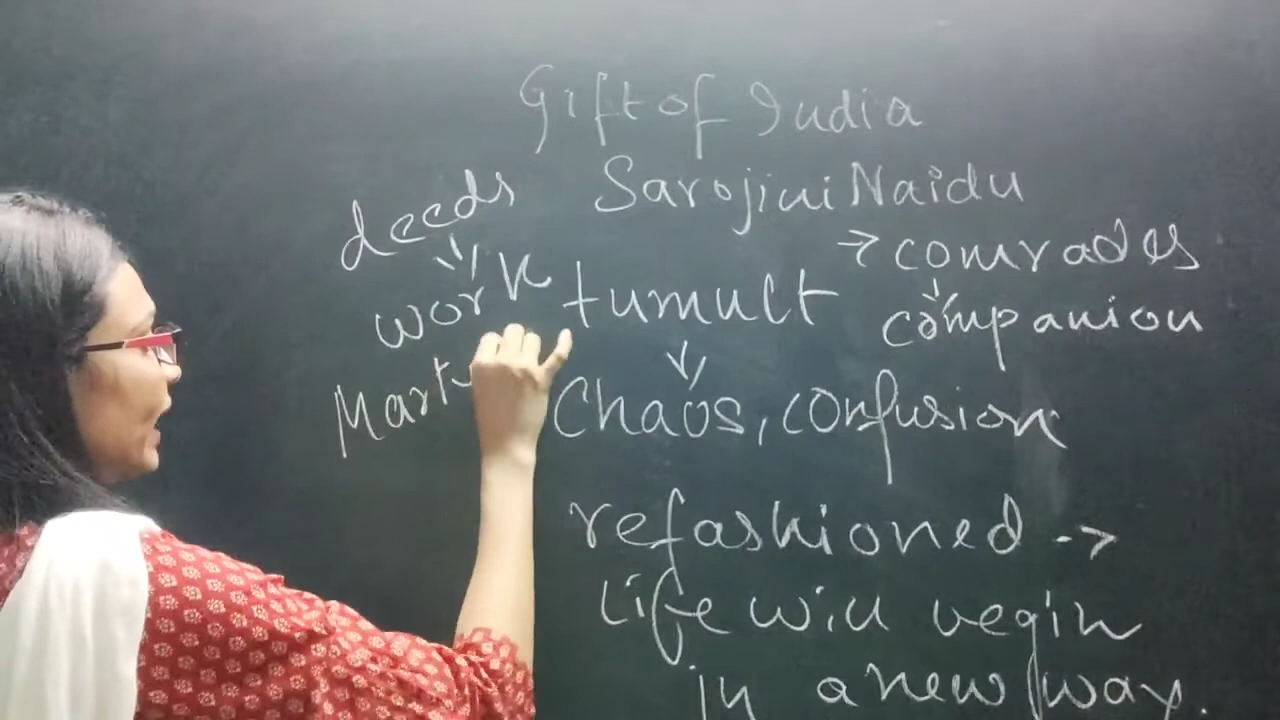 Gift of India
Sarojini Naidu
deeds
work
tumult
→ comrades
companion
Mart
Chaos, confusion
refashioned →
life will begin
in a new way.